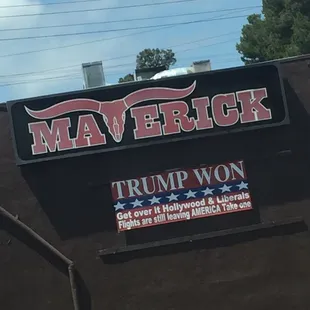 MAVERICK
TRUMP WON
Get over it Hollywood & Liberals
Flights are still leaving AMERICA Take one